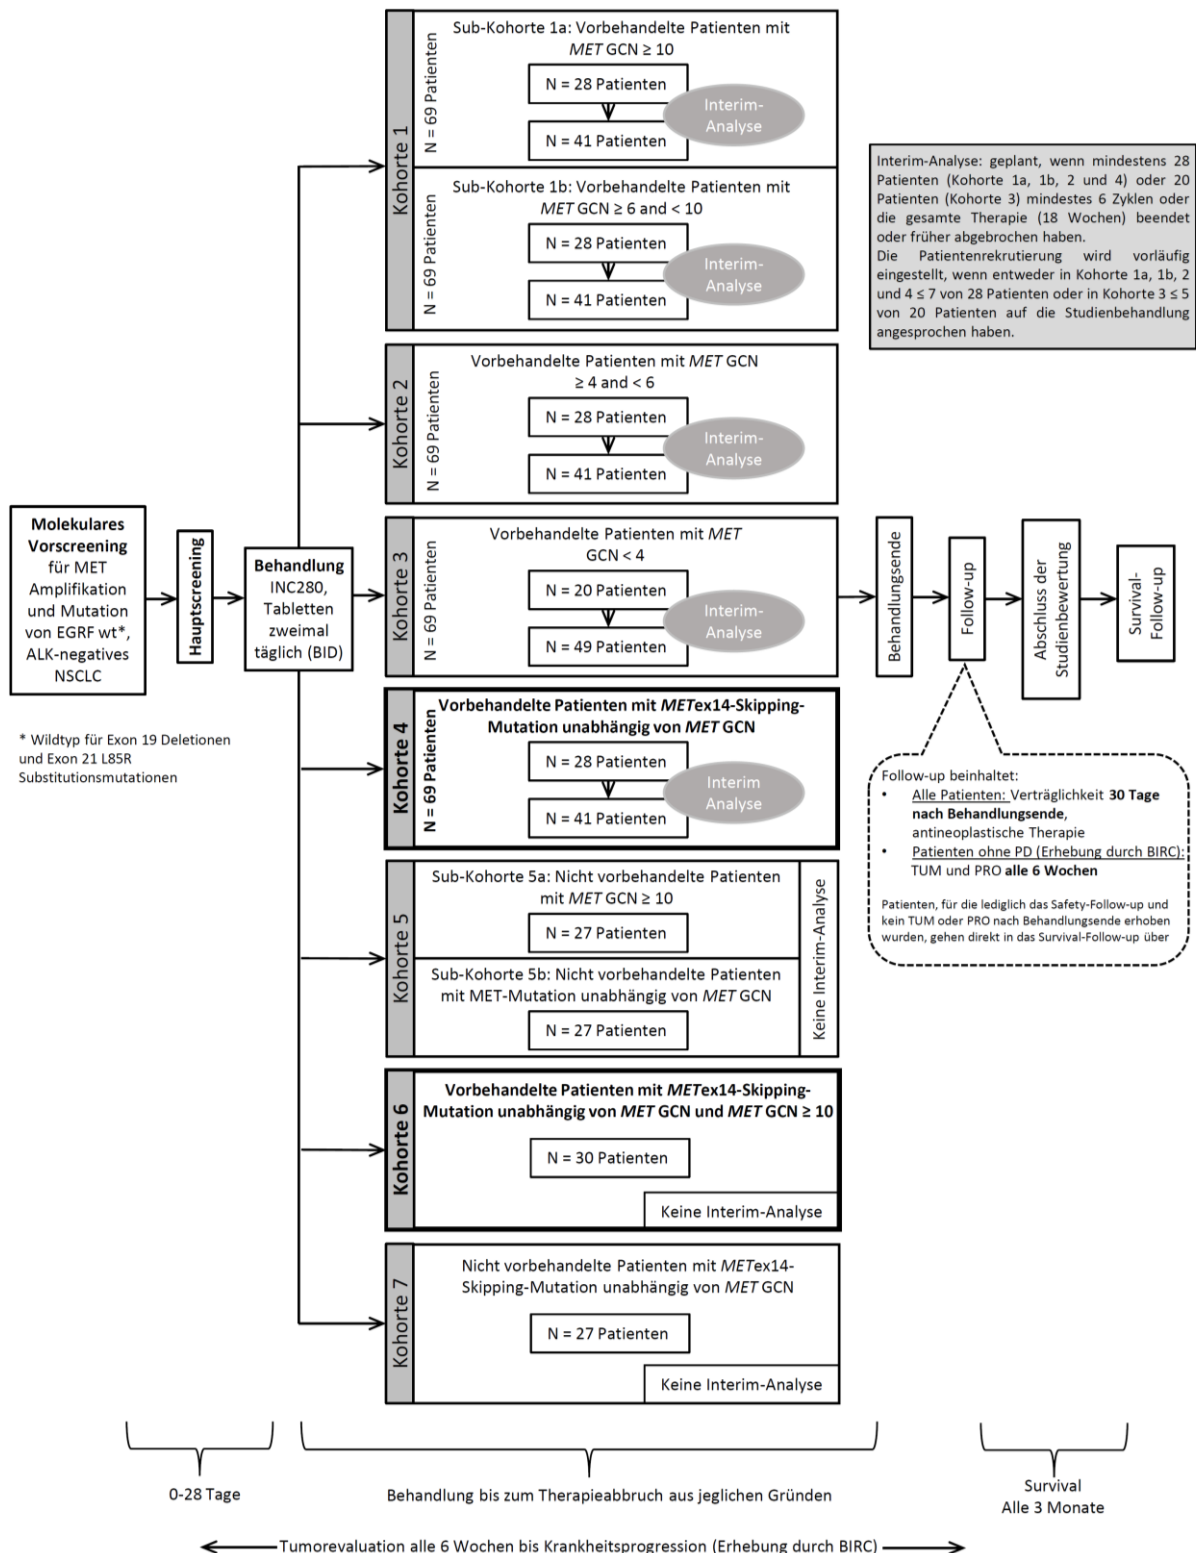 Molekulares
Vorscreening
für MET
Amplifikation
und Mutation
von EGRF wt*,
ALK-negatives
NSCLC
* Wildtyp für Exon 19 Deletionen
und Exon 21 L85R
Substitutionsmutationen
Hauptscreening
Behandlung
INC280,
Tabletten
zweimal
täglich (BID)
Kohorte 1
N = 69 Patienten
Sub-Kohorte 1a: Vorbehandelte Patienten mit
MET GCN ≥ 10
N = 28 Patienten
N = 41 Patienten
Interim-
Analyse
N = 69 Patienten
Sub-Kohorte 1b: Vorbehandelte Patienten mit
MET GCN ≥ 6 and < 10
N = 28 Patienten
N = 41 Patienten
Interim-
Analyse
Kohorte 2
N = 69 Patienten
Vorbehandelte Patienten mit MET GCN
≥ 4 and < 6
N = 28 Patienten
N = 41 Patienten
Interim-
Analyse
Kohorte 3
N = 69 Patienten
Vorbehandelte Patienten mit MET
GCN < 4
N = 20 Patienten
N = 49 Patienten
Interim-
Analyse
Kohorte 4
N = 69 Patienten
Vorbehandelte Patienten mit METex14-Skipping-
Mutation unabhängig von MET GCN
N = 28 Patienten
N = 41 Patienten
Interim
Analyse
Kohorte 5
Sub-Kohorte 5a: Nicht vorbehandelte Patienten
mit MET GCN ≥ 10
N = 27 Patienten
Sub-Kohorte 5b: Nicht vorbehandelte Patienten
mit MET-Mutation unabhängig von MET GCN
N = 27 Patienten
Keine Interim-Analyse
Kohorte 6
Vorbehandelte Patienten mit METex14-Skipping-
Mutation unabhängig von MET GCN und MET GCN ≥ 10
N = 30 Patienten
Keine Interim-Analyse
Kohorte 7
Nicht vorbehandelte Patienten mit METex14-
Skipping-Mutation unabhängig von MET GCN
N = 27 Patienten
Keine Interim-Analyse
Interim-Analyse: geplant, wenn mindestens 28
Patienten (Kohorte 1a, 1b, 2 und 4) oder 20
Patienten (Kohorte 3) mindestes 6 Zyklen oder
die gesamte Therapie (18 Wochen) beendet
oder früher abgebrochen haben.
Die Patientenrekrutierung wird vorläufig
eingestellt, wenn entweder in Kohorte 1a, 1b, 2
und 4 ≤ 7 von 28 Patienten oder in Kohorte 3 ≤ 5
von 20 Patienten auf die Studienbehandlung
angesprochen haben.
Behandlungsende
Follow-up
Abschluss der
Studienbewertung
Survival-
Follow-up
Follow-up beinhaltet:
• Alle Patienten: Verträglichkeit 30 Tage
nach Behandlungsende,
antineoplastische Therapie
• Patienten ohne PD (Erhebung durch BIRC):
TUM und PRO alle 6 Wochen
Patienten, für die lediglich das Safety-Follow-up und
kein TUM oder PRO nach Behandlungsende erhoben
wurden, gehen direkt in das Survival-Follow-up über
0-28 Tage
Behandlung bis zum Therapieabbruch aus jeglichen Gründen
Survival
Alle 3 Monate
Tumorevaluation alle 6 Wochen bis Krankheitsprogression (Erhebung durch BIRC)